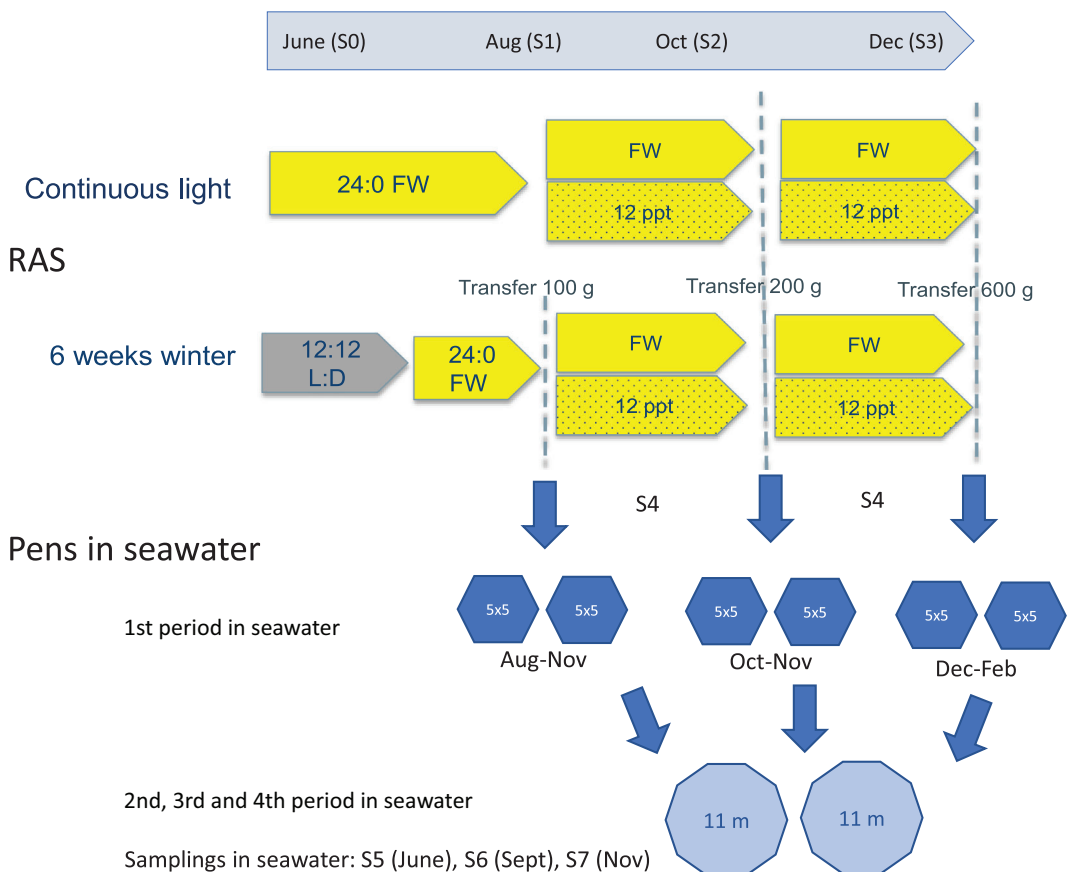 June (S0) Aug (S1) Oct (S2) Dec (S3)
FW FW
Continuous light 24:0 FW
12 ppt 12 ppt
RAS
Transfer 100 g Transfer 200 g Transfer 600 g
6 weeks winter
12:12
L:D
24:0
FW
FW FW
12 ppt 12 ppt
S4 S4
Pens in seawater
1st period in seawater
5x5 5x5 5x5 5x5 5x5 5x5
Aug-Nov Oct-Nov Dec-Feb
2nd, 3rd and 4th period in seawater
11 m 11 m
Samplings in seawater: S5 (June), S6 (Sept), S7 (Nov)